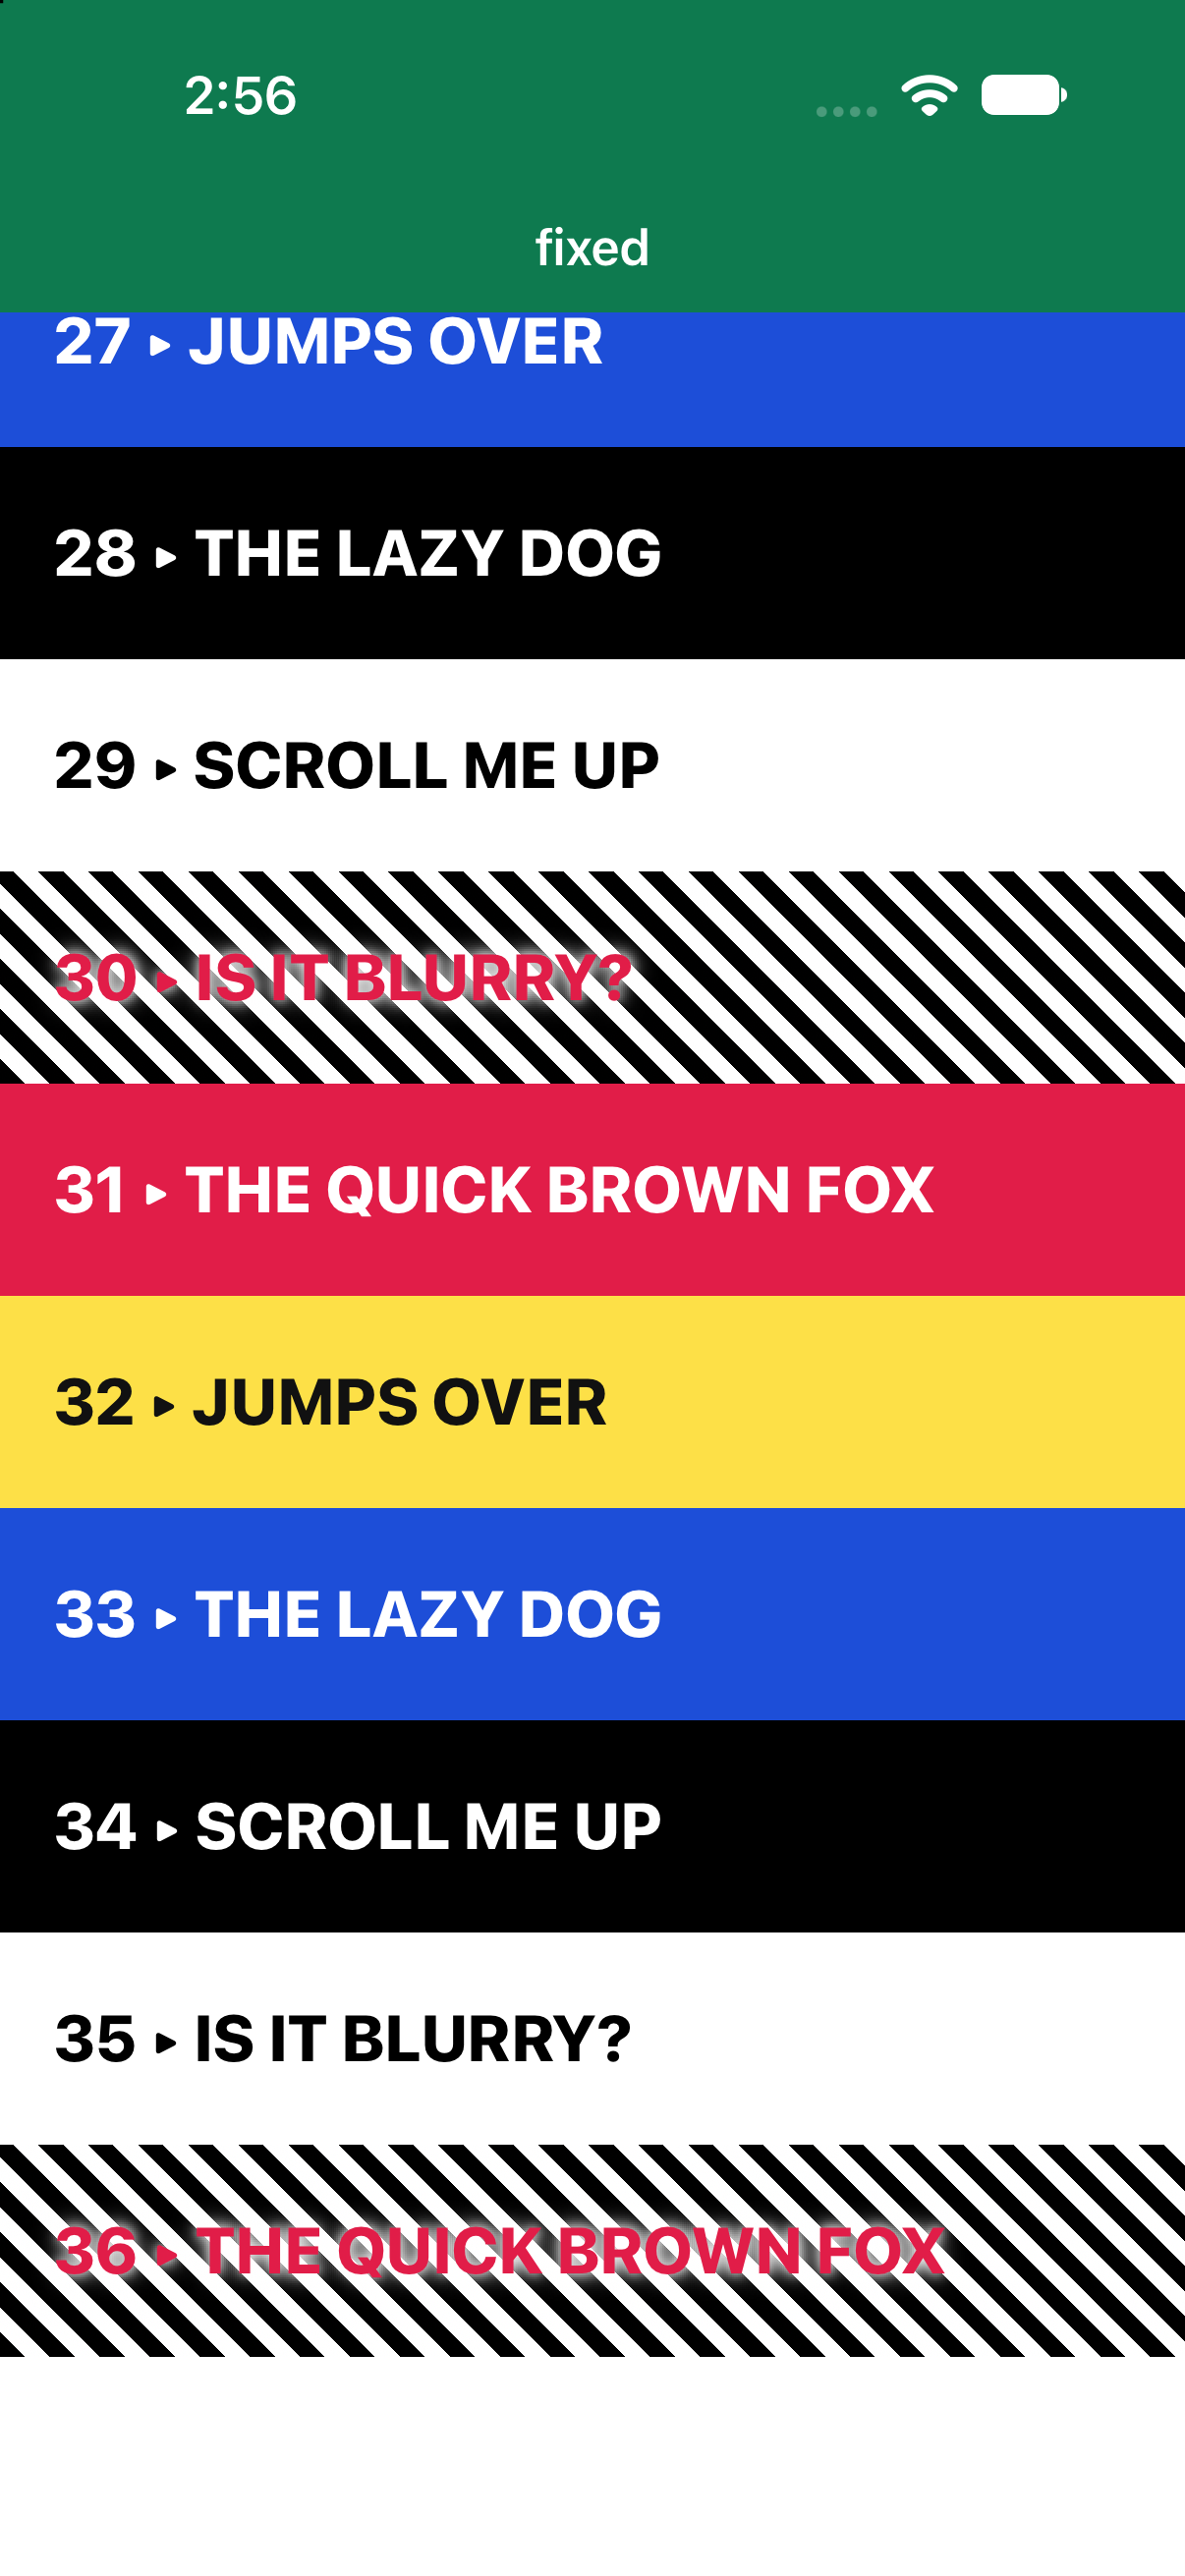 2:56
fixed
27 ▸ JUMPS OVER
28 ▸ THE LAZY DOG
29 ▸ SCROLL ME UP
30 ▸ IS IT BLURRY?
31 ▸ THE QUICK BROWN FOX
32 ▸ JUMPS OVER
33 ▸ THE LAZY DOG
34 ▸ SCROLL ME UP
35 ▸ IS IT BLURRY?
36 ▸ THE QUICK BROWN FOX